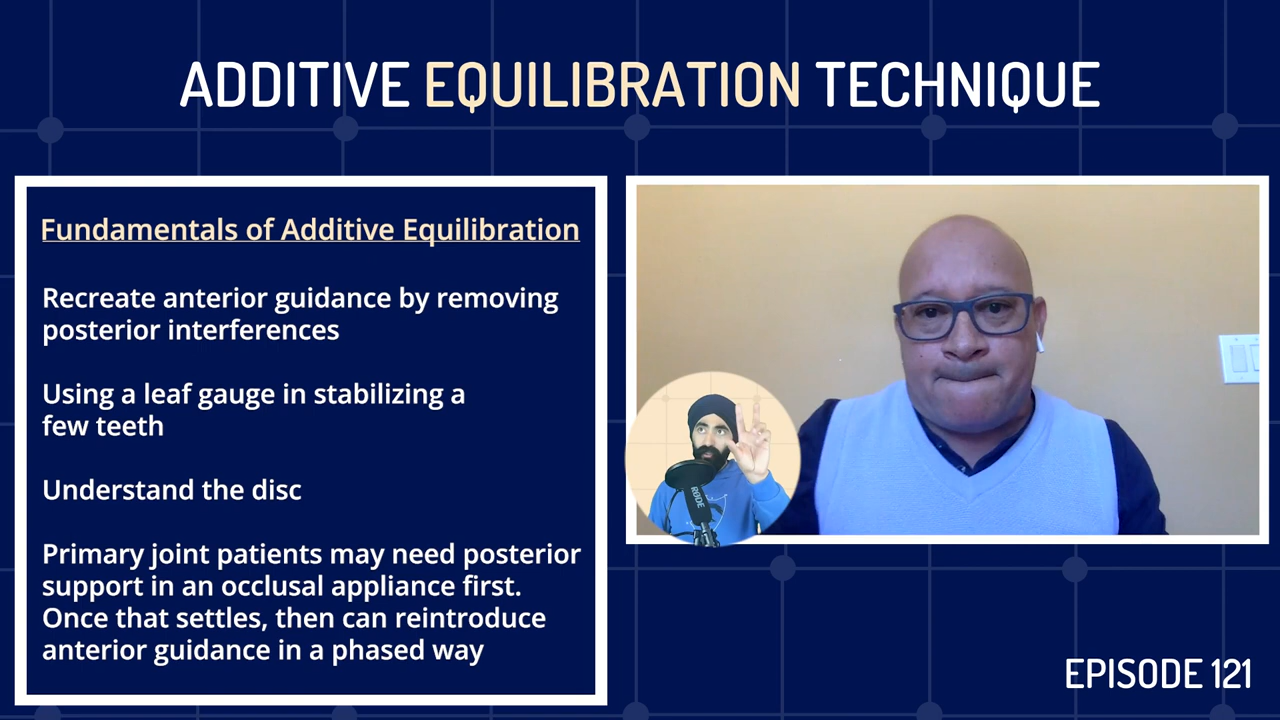 ADDITIVE EQUILIBRATION TECHNIQUE
Fundamentals of Additive Equilibration
Recreate anterior guidance by removing
posterior interferences
Using a leaf gauge in stabilizing a
few teeth
Understand the disc
Primary joint patients may need posterior
support in an occlusal appliance first.
Once that settles, then can reintroduce
anterior guidance in a phased way
RØDE
EPISODE 121